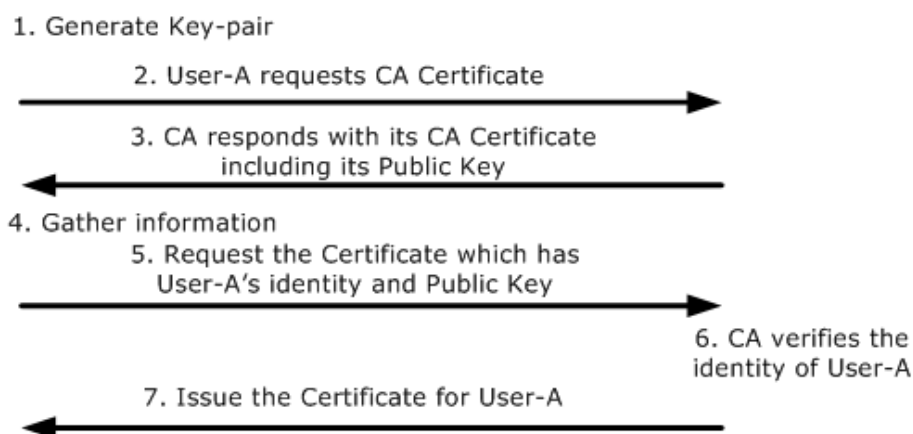 1. Generate Key-pair
2. User-A requests CA Certificate
3. CA responds with its CA Certificate
including its Public Key
4. Gather information
5. Request the Certificate which has
User-A's identity and Public Key
6. CA verifies the
identity of User-A
7. Issue the Certificate for User-A